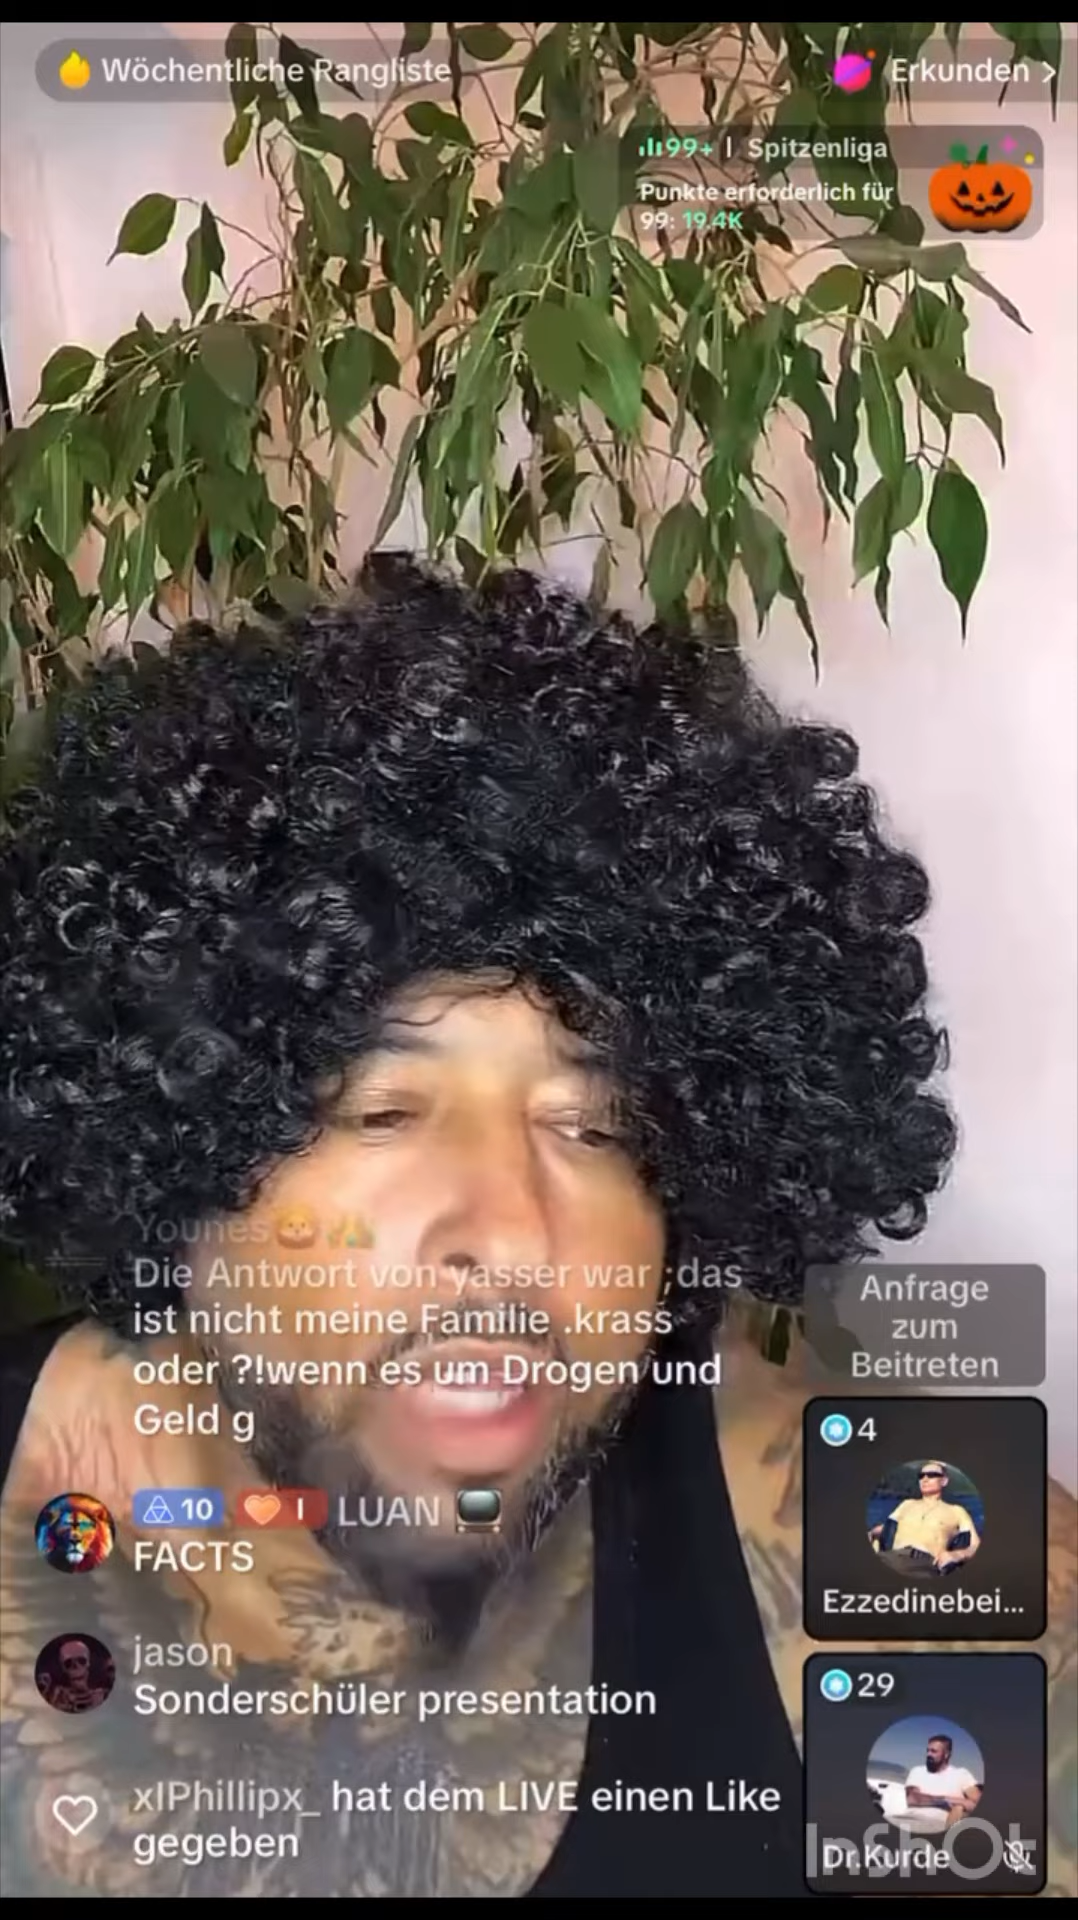 Wöchentliche Rangliste
Erkunden >
99+ | Spitzenliga
Punkte erforderlich für
99: 19.4K
Younes
Die Antwort von yasser war ;das
ist nicht meine Familie .krass
oder ?!wenn es um Drogen und
Geld g
10 I LUAN
FACTS
jason
Sonderschüler presentation
xIPhillipx_ hat dem LIVE einen Like
gegeben
Anfrage
zum
Beitreten
4
Ezzedinebei...
29
Dr.Kurde
InShOt